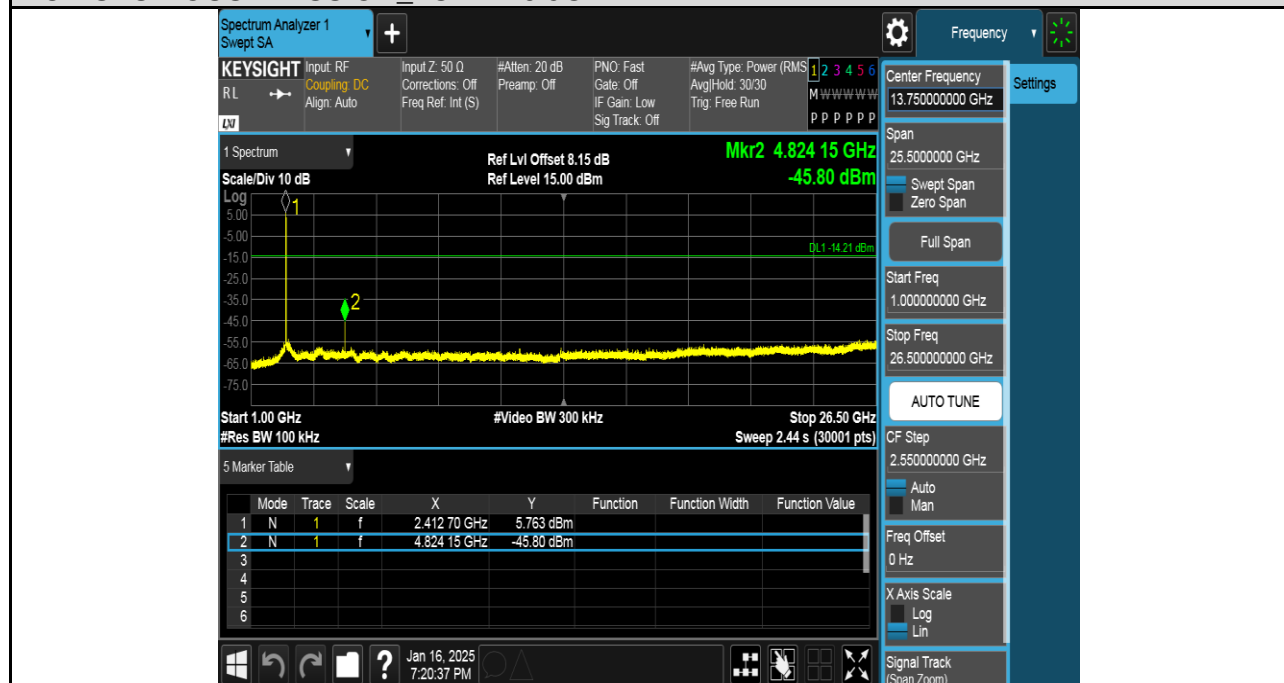 Spectrum Analyzer 1
Swept SA
+
Frequency
KEYSIGHT
RL
LXI
Input: RF
Coupling: DC
Align: Auto
Input Z: 50 Ω
Corrections: Off
Freq Ref: Int (S)
#Atten: 20 dB
Preamp: Off
PNO: Fast
Gate: Off
IF Gain: Low
Sig Track: Off
#Avg Type: Power (RMS
Avg|Hold: 30/30
Trig: Free Run
1 2 3 4 5 6
M W W W W W
P P P P P P
1 Spectrum
Scale/Div 10 dB
Ref Lvl Offset 8.15 dB
Ref Level 15.00 dBm
Mkr2 4.824 15 GHz
-45.80 dBm
Log
5.00
-5.00
-15.0
-25.0
-35.0
-45.0
-55.0
-65.0
-75.0
1
2
DL1 -14.21 dBm
Start 1.00 GHz
#Video BW 300 kHz
Stop 26.50 GHz
#Res BW 100 kHz
Sweep 2.44 s (30001 pts)
5 Marker Table
Mode Trace Scale X Y Function Function Width Function Value
1 N 1 f 2.412 70 GHz 5.763 dBm
2 N 1 f 4.824 15 GHz -45.80 dBm
3
4
5
6
?
Jan 16, 2025
7:20:37 PM
Center Frequency
13.750000000 GHz
Settings
Span
25.5000000 GHz
Swept Span
Zero Span
Full Span
Start Freq
1.000000000 GHz
Stop Freq
26.500000000 GHz
AUTO TUNE
CF Step
2.550000000 GHz
Auto
Man
Freq Offset
0 Hz
X Axis Scale
Log
Lin
Signal Track
(Span Zoom)